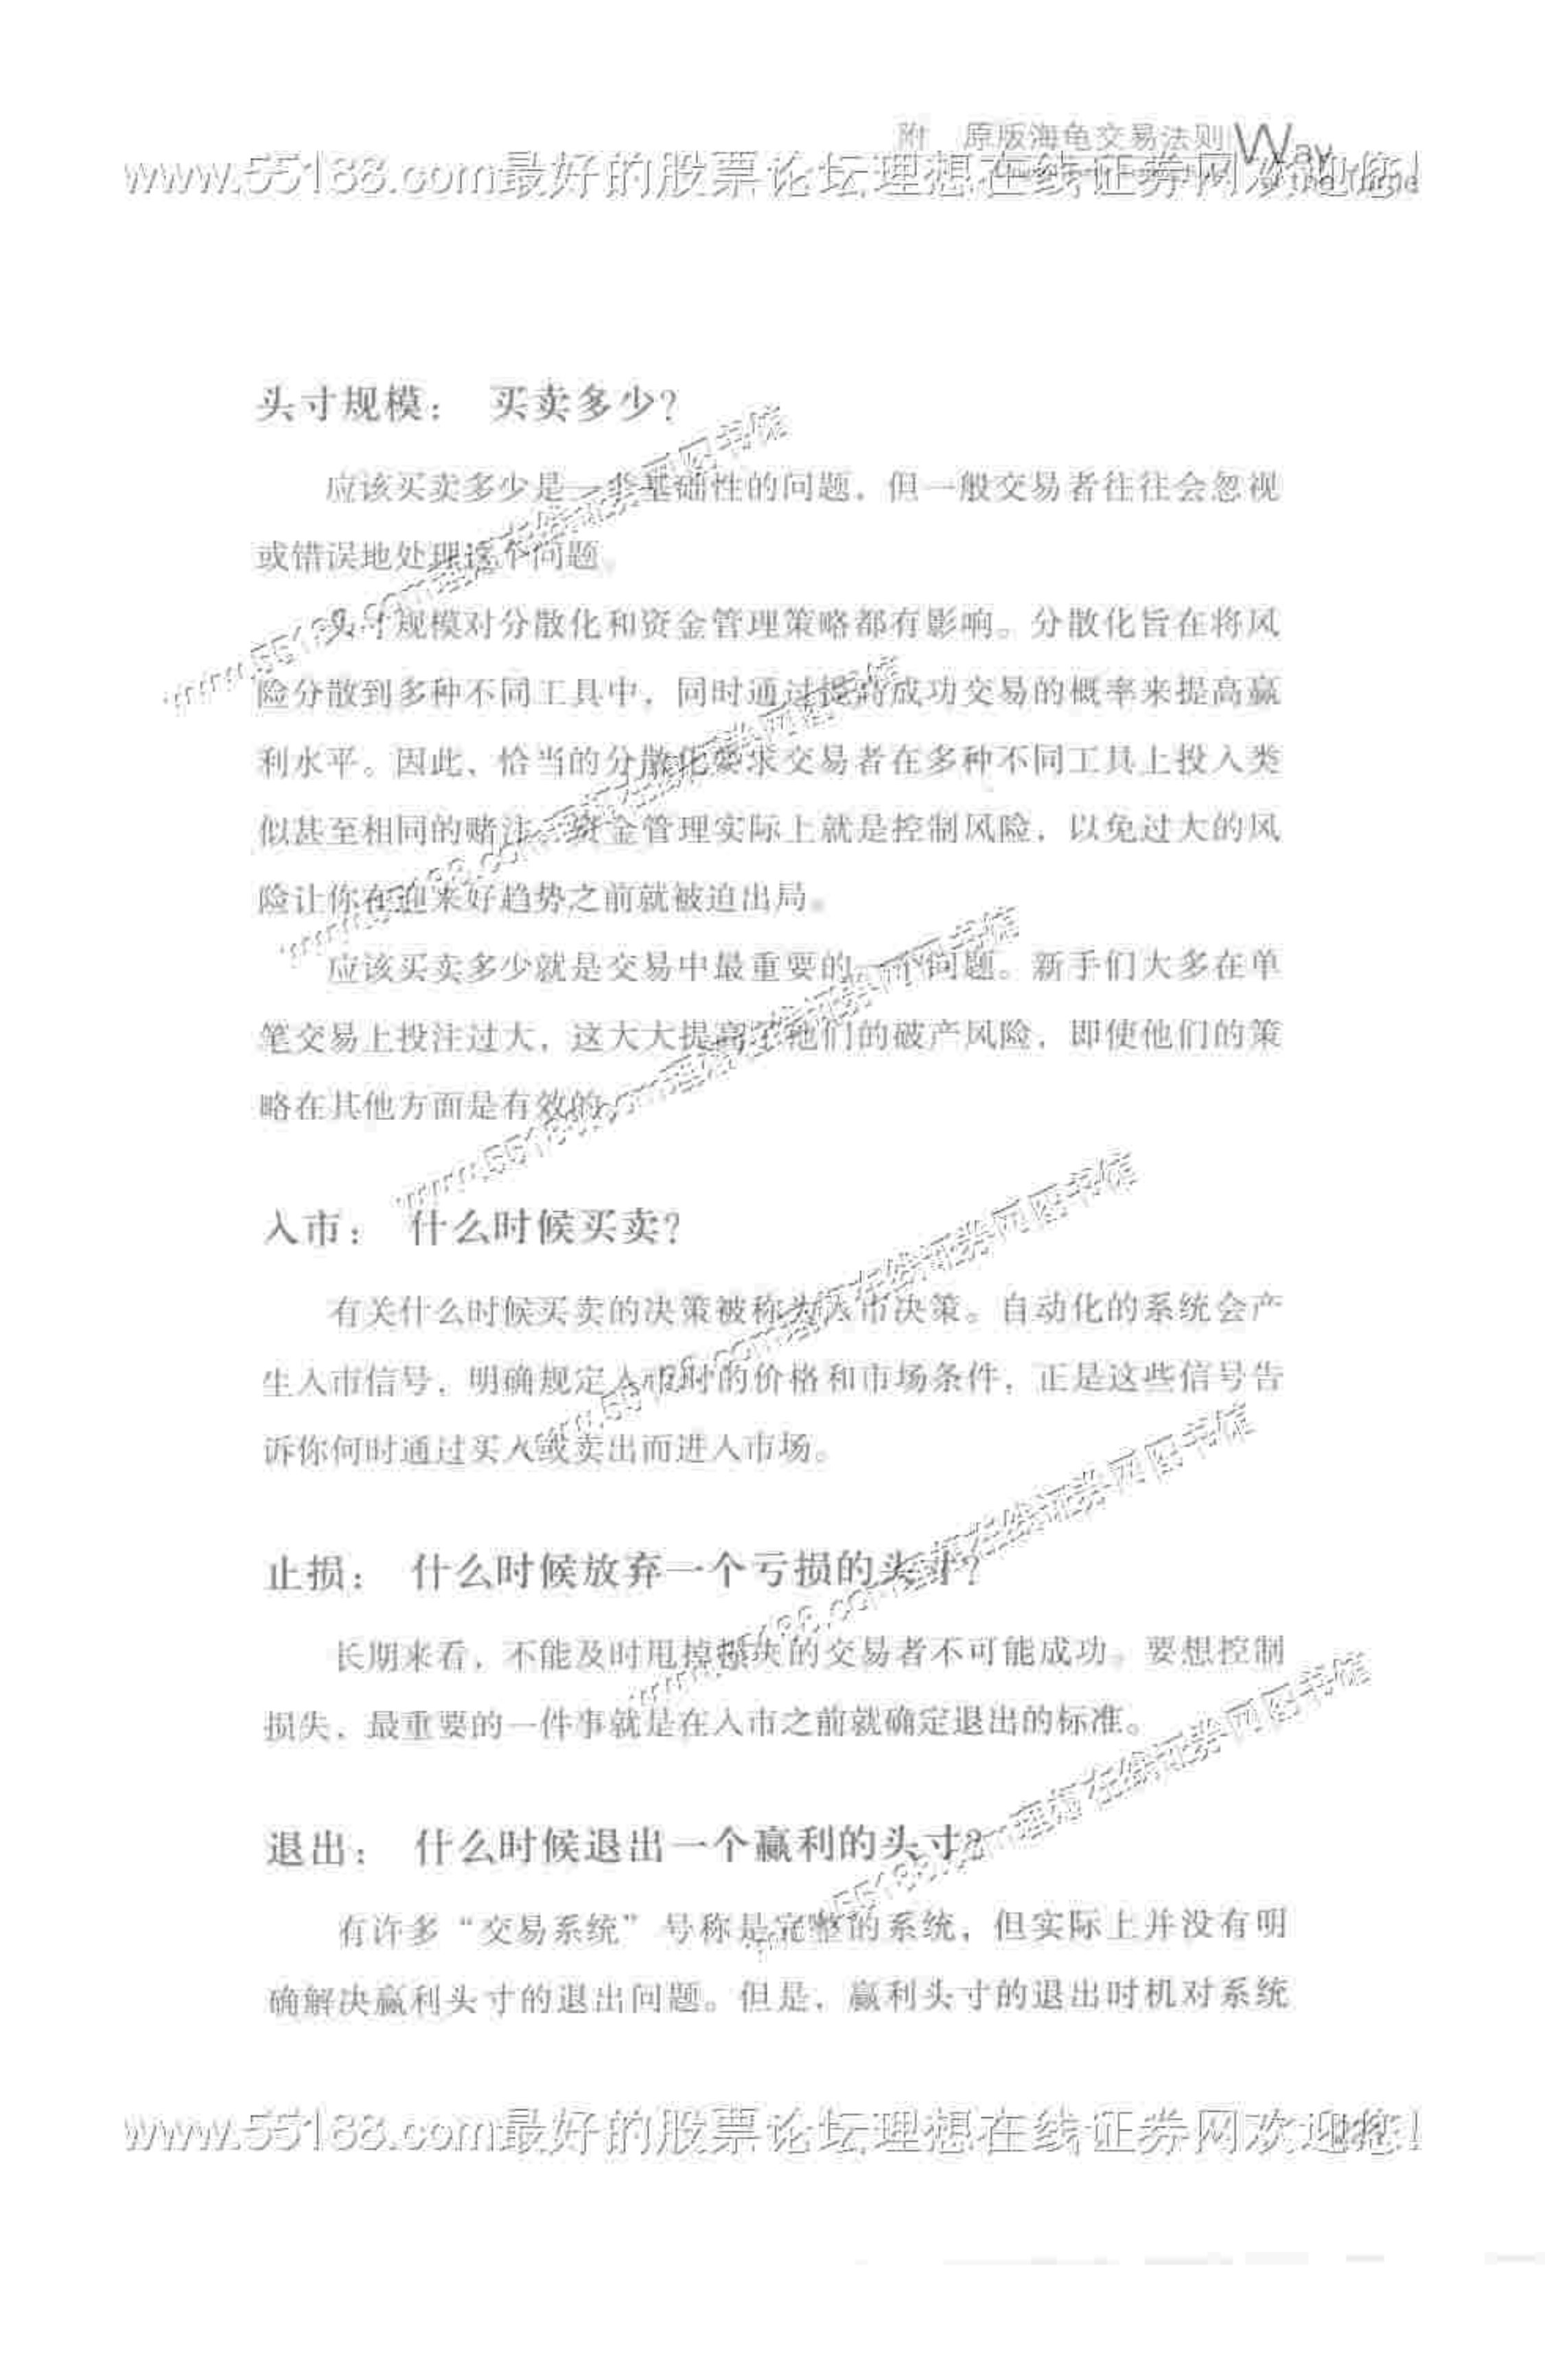 附 原版海龟交易法则 Way
www.55188.com最好的股票论坛理想在线证券网欢迎您!
头寸规模： 买卖多少？
应该买卖多少是一个基础性的问题，但一般交易者往往会忽视
或错误地处理这个问题。
头寸规模对分散化和资金管理策略都有影响。分散化旨在将风
险分散到多种不同工具中，同时通过提高成功交易的概率来提高赢
利水平。因此，恰当的分散化要求交易者在多种不同工具上投入类
似甚至相同的赌注。资金管理实际上就是控制风险，以免过大的风
险让你在迎来好趋势之前就被迫出局。
应该买卖多少就是交易中最重要的一个问题。新手们大多在单
笔交易上投注过大，这大大提高了他们的破产风险，即使他们的策
略在其他方面是有效的。
入市： 什么时候买卖？
有关什么时候买卖的决策被称为入市决策。自动化的系统会产
生入市信号，明确规定入市时的价格和市场条件，正是这些信号告
诉你何时通过买入或卖出而进入市场。
止损： 什么时候放弃一个亏损的头寸？
长期来看，不能及时甩掉损失的交易者不可能成功。要想控制
损失，最重要的一件事就是在入市之前就确定退出的标准。
退出： 什么时候退出一个赢利的头寸？
有许多“交易系统”号称是完整的系统，但实际上并没有明
确解决赢利头寸的退出问题。但是，赢利头寸的退出时机对系统
www.55188.com最好的股票论坛理想在线证券网欢迎您!